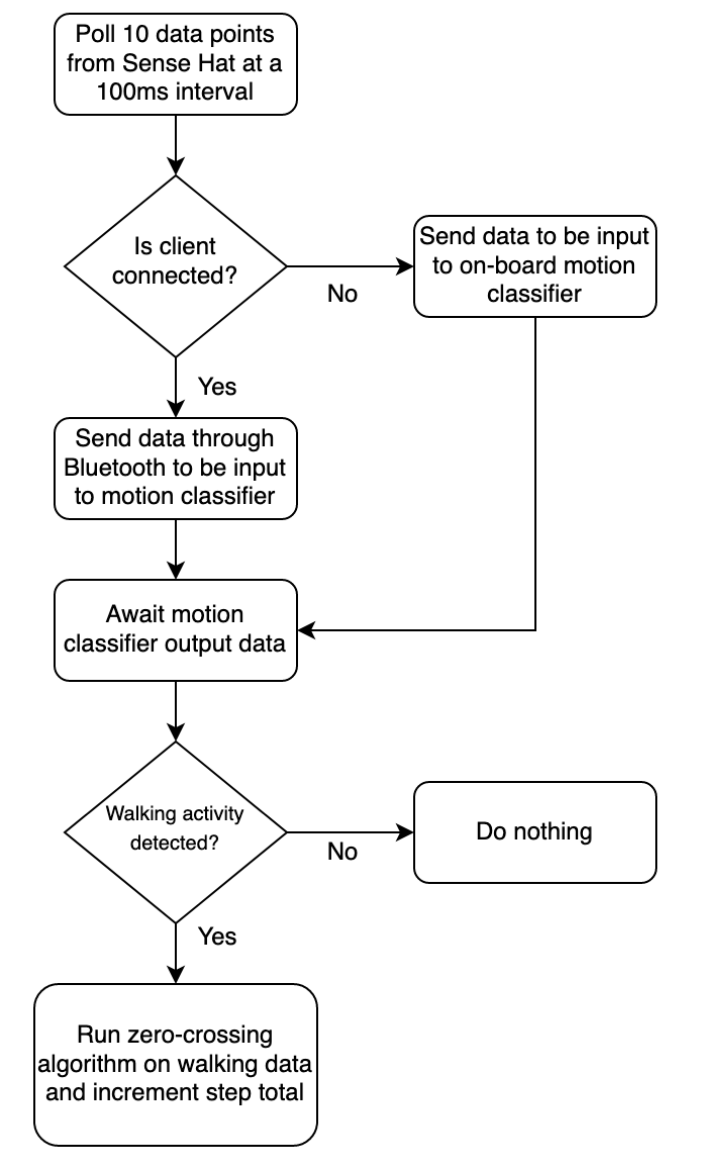 Poll 10 data points
from Sense Hat at a
100ms interval
Is client
connected?
No
Send data to be input
to on-board motion
classifier
Yes
Send data through
Bluetooth to be input
to motion classifier
Await motion
classifier output data
Walking activity
detected?
No
Do nothing
Yes
Run zero-crossing
algorithm on walking data
and increment step total